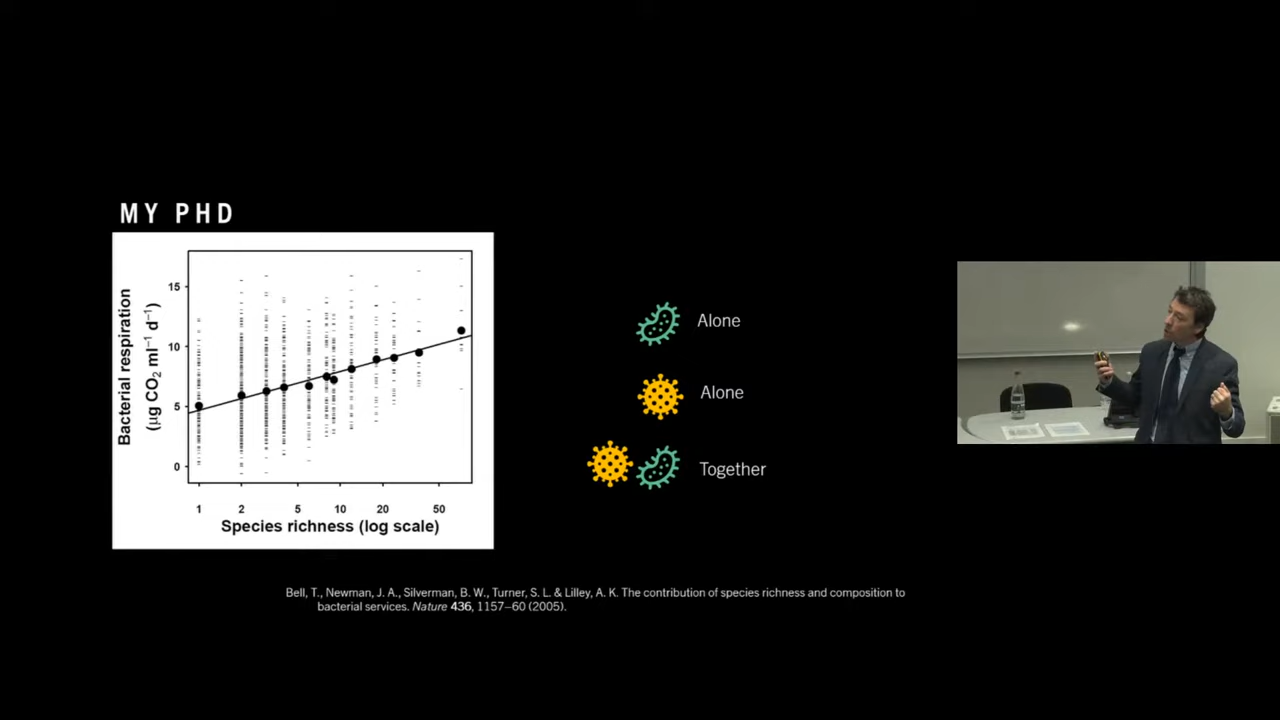 MY PHD
Bacterial respiration
(μg CO₂ ml⁻¹ d⁻¹)
15
10
5
0
1 2 5 10 20 50
Species richness (log scale)
Alone
Alone
Together
Bell, T., Newman, J. A., Silverman, B. W., Turner, S. L. & Lilley, A. K. The contribution of species richness and composition to
bacterial services. Nature 436, 1157–60 (2005).